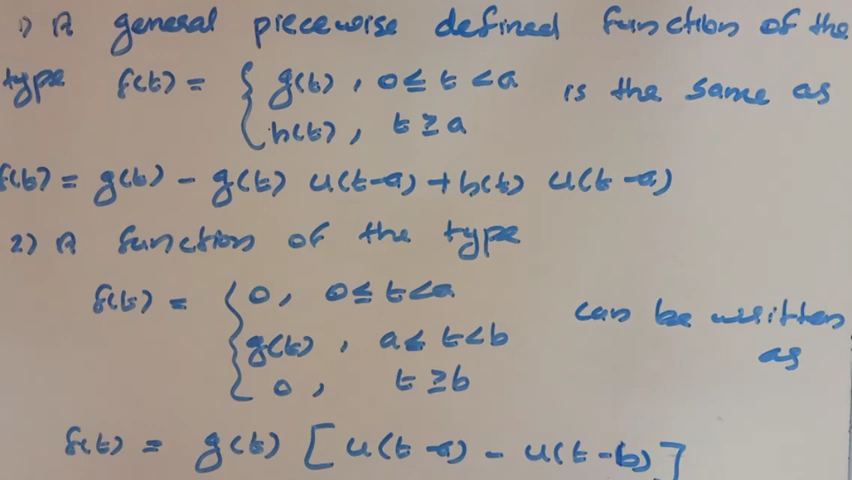 1) A general piecewise defined function of the
type f(t) = { g(t), 0 ≤ t < a is the same as
h(t), t ≥ a
f(t) = g(t) - g(t) u(t-a) + h(t) u(t-a)
2) A function of the type
f(t) = { 0, 0 ≤ t < a can be written
g(t), a ≤ t < b as
0, t ≥ b
f(t) = g(t) [u(t-a) - u(t-b)]